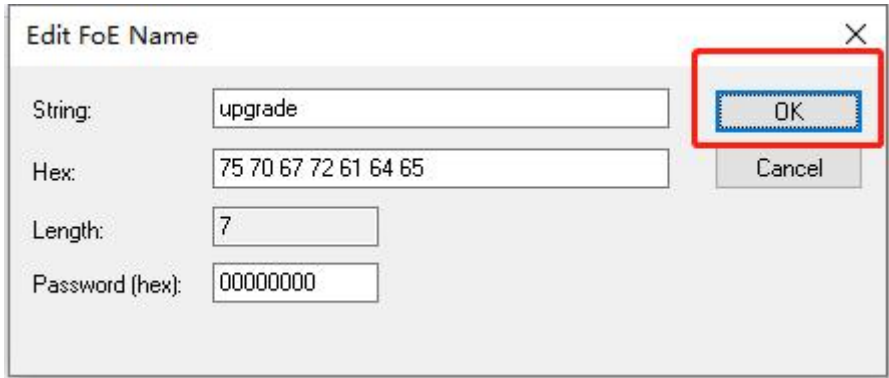 Edit FoE Name
String: upgrade OK
Hex: 75 70 67 72 61 64 65 Cancel
Length: 7
Password (hex): 00000000